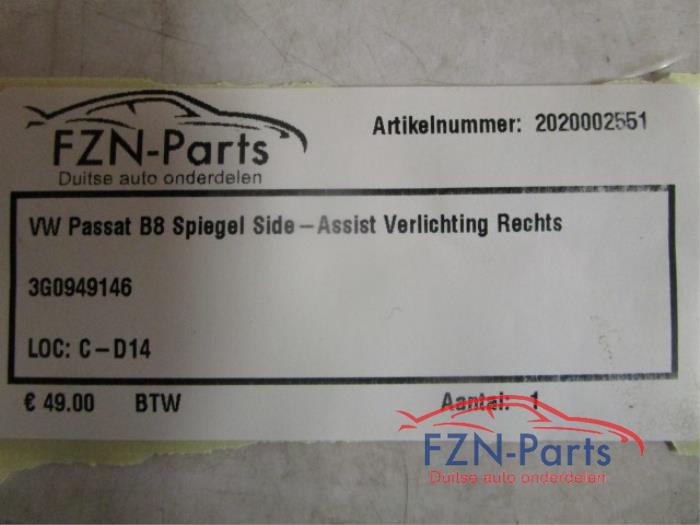 FZN-Parts
Duitse auto onderdelen
Artikelnummer: 2020002551
VW Passat B8 Spiegel Side-Assist Verlichting Rechts
3G0949146
LOC: C-D14
€ 49.00 BTW Aantal: 1
FZN-Parts
Duitse auto onderdelen